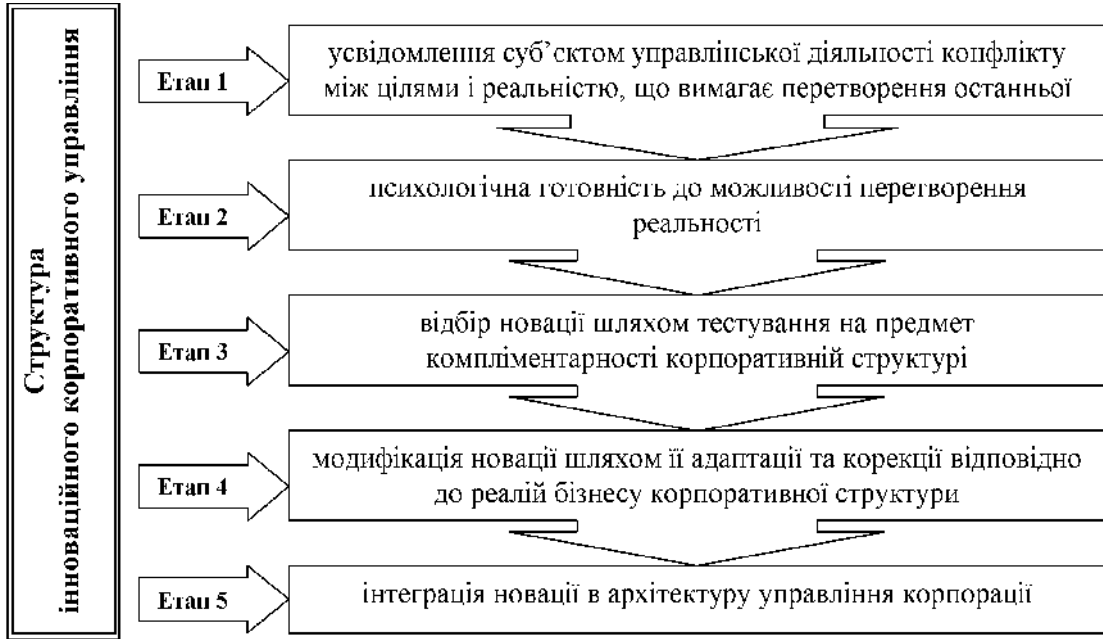 Структура
інноваційного корпоративного управління
Етап 1
усвідомлення суб’єктом управлінської діяльності конфлікту
між цілями і реальністю, що вимагає перетворення останньої
Етап 2
психологічна готовність до можливості перетворення
реальності
Етап 3
відбір новації шляхом тестування на предмет
компліментарності корпоративній структурі
Етап 4
модифікація новації шляхом її адаптації та корекції відповідно
до реалій бізнесу корпоративної структури
Етап 5
інтеграція новації в архітектуру управління корпорації